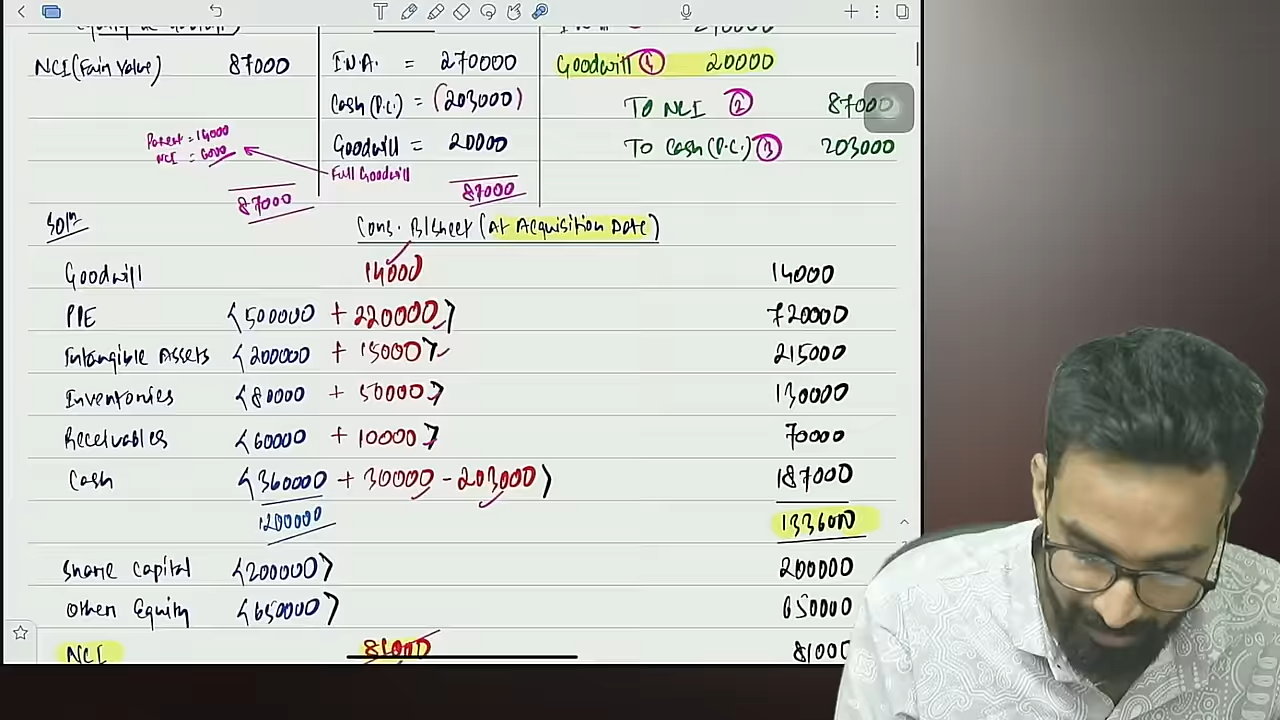 NCI (Fair Value) 87000
Parent = 14000
NCI = 6000
87000
I.N.A. = 270000
Cash (P.C.) = (203000)
Goodwill = 20000
Full Goodwill
87000
Goodwill ① 20000
TO NCI ② 87000
TO Cash (P.C.) ③ 203000
Soln
Cons. B/Sheet (At Acquisition Date)
Goodwill 14000 14000
PPE <500000 + 220000> 720000
Intangible Assets <200000 + 15000> 215000
Inventories <80000 + 50000> 130000
Receivables <60000 + 10000> 70000
Cash <360000 + 30000 - 203000> 187000
1200000 1336000
Share Capital <200000> 200000
Other Equity <650000> 650000
NCI 81000 81000